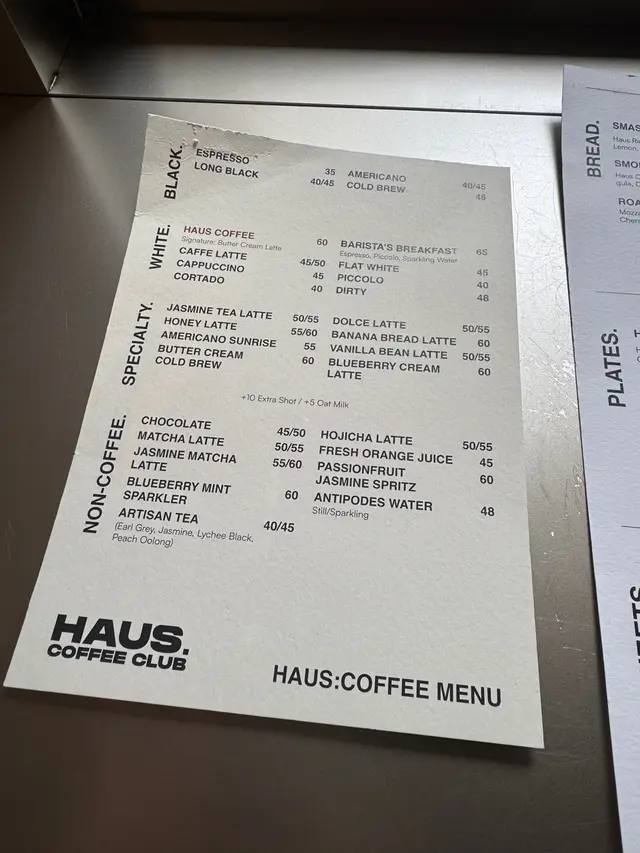 BLACK.
ESPRESSO 35
LONG BLACK 40/45
AMERICANO 40/45
COLD BREW 45
WHITE.
HAUS COFFEE 60
Signature: Butter Cream Latte
CAFFE LATTE 45/50
CAPPUCCINO 45
CORTADO 40
BARISTA'S BREAKFAST 65
Espresso, Piccolo, Sparkling Water
FLAT WHITE 45
PICCOLO 40
DIRTY 48
SPECIALTY.
JASMINE TEA LATTE 50/55
HONEY LATTE 55/60
AMERICANO SUNRISE 55
BUTTER CREAM 60
COLD BREW
DOLCE LATTE 50/55
BANANA BREAD LATTE 60
VANILLA BEAN LATTE 50/55
BLUEBERRY CREAM 60
LATTE
+10 Extra Shot / +5 Oat Milk
NON-COFFEE.
CHOCOLATE 45/50
MATCHA LATTE 50/55
JASMINE MATCHA 55/60
LATTE
BLUEBERRY MINT 60
SPARKLER
ARTISAN TEA 40/45
(Earl Grey, Jasmine, Lychee Black,
Peach Oolong)
HOJICHA LATTE 50/55
FRESH ORANGE JUICE 45
PASSIONFRUIT 60
JASMINE SPRITZ
ANTIPODES WATER 48
Still/Sparkling
HAUS.
COFFEE CLUB
HAUS:COFFEE MENU
BREAD.
Lemon,
PLATES.